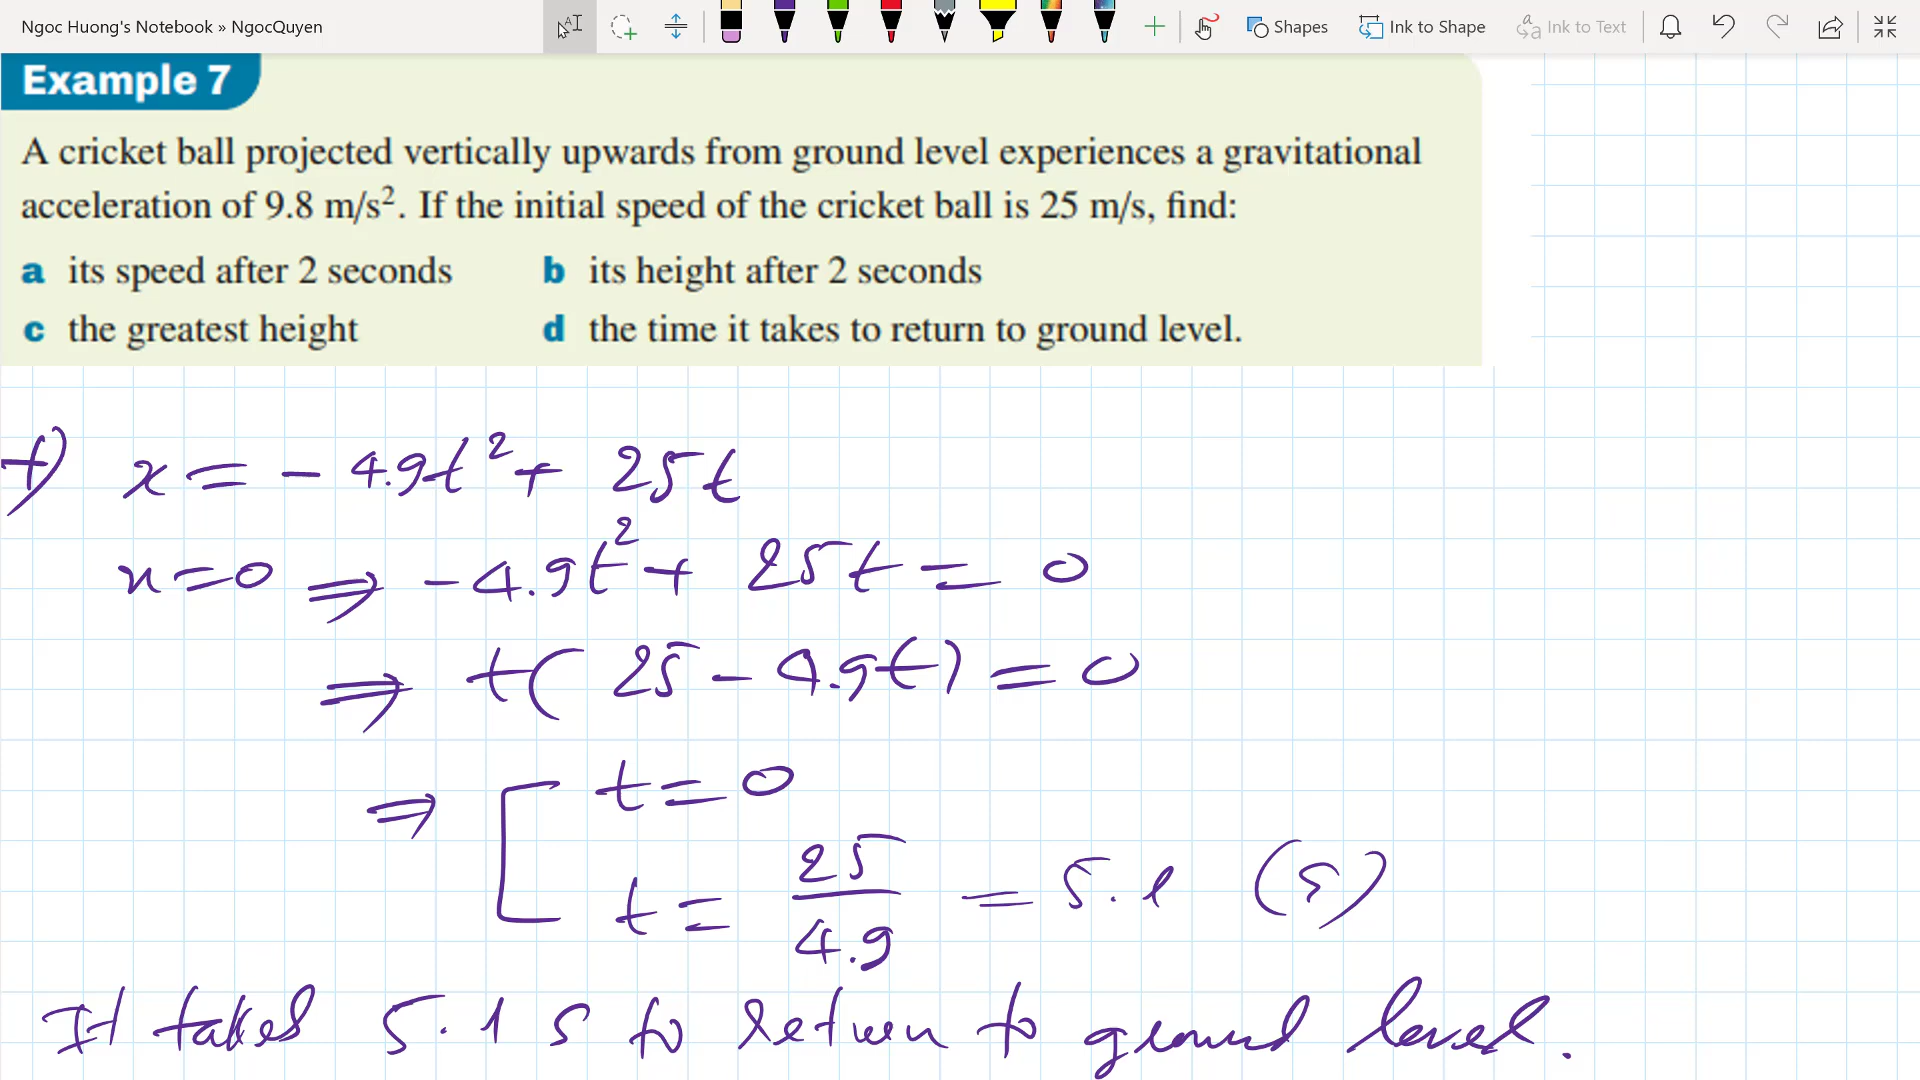 Ngoc Huong's Notebook » NgocQuyen
Shapes
Ink to Shape
Ink to Text
Example 7
A cricket ball projected vertically upwards from ground level experiences a gravitational
acceleration of 9.8 m/s². If the initial speed of the cricket ball is 25 m/s, find:
a its speed after 2 seconds
b its height after 2 seconds
c the greatest height
d the time it takes to return to ground level.
+) x = - 4.9t² + 25t
x = 0 ⇒ - 4.9t² + 25t = 0
⇒ t( 25 - 4.9t) = 0
⇒ [ t = 0
t = 25/4.9 = 5.1 (s)
It takes 5.1 s to return to ground level.